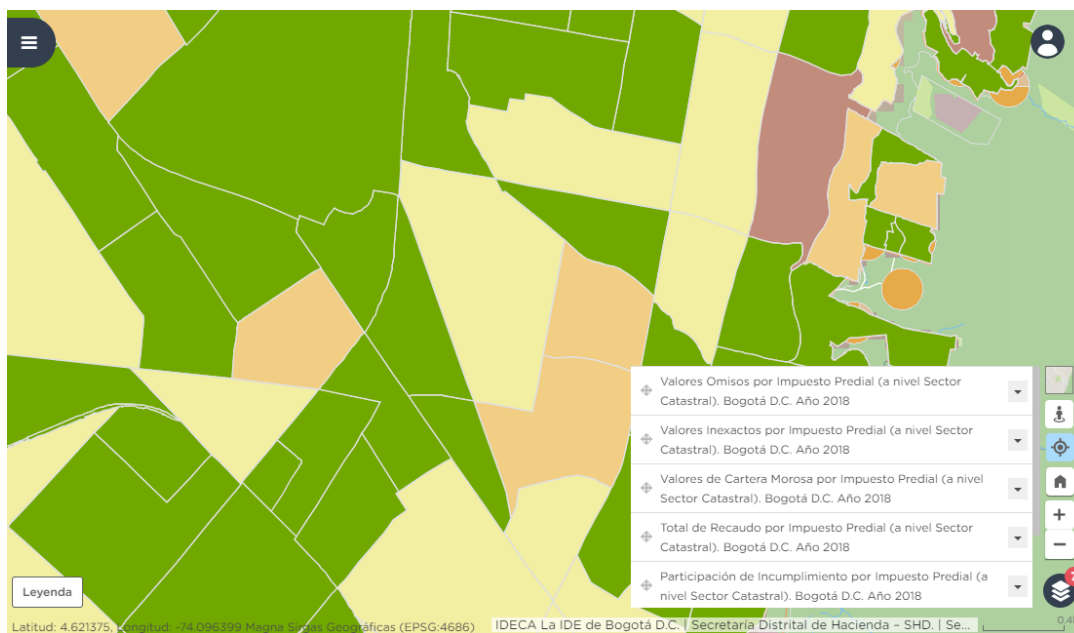 Valores Omisos por Impuesto Predial (a nivel Sector
Catastral). Bogotá D.C. Año 2018
Valores Inexactos por Impuesto Predial (a nivel Sector
Catastral). Bogotá D.C. Año 2018
Valores de Cartera Morosa por Impuesto Predial (a nivel
Sector Catastral). Bogotá D.C. Año 2018
Total de Recaudo por Impuesto Predial (a nivel Sector
Catastral). Bogotá D.C. Año 2018
Participación de Incumplimiento por Impuesto Predial (a
nivel Sector Catastral). Bogotá D.C. Año 2018
Leyenda
Latitud: 4.621375, Longitud: -74.096399 Magna Sirgas Geográficas (EPSG:4686)
IDECA La IDE de Bogotá D.C. | Secretaría Distrital de Hacienda – SHD. | Se...